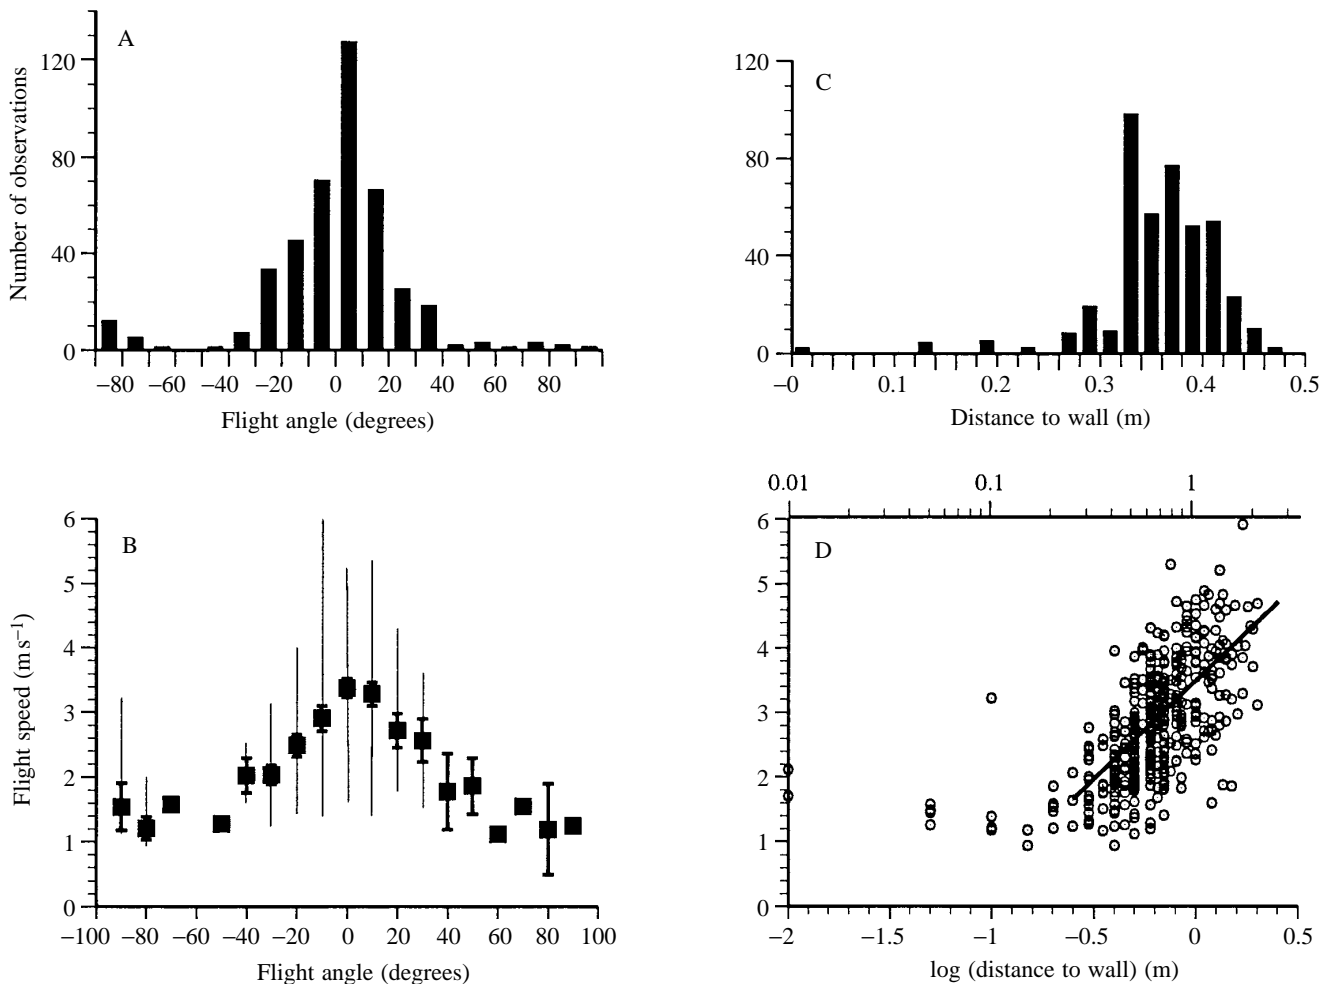 A
120
80
40
0
Number of observations
−80 −60 −40 −20 0 20 40 60 80
Flight angle (degrees)
C
120
80
40
0
−0 0.1 0.2 0.3 0.4 0.5
Distance to wall (m)
B
6
5
4
3
2
1
0
Flight speed (m s−1)
−100 −80 −60 −40 −20 0 20 40 60 80 100
Flight angle (degrees)
0.01 0.1 1
D
6
5
4
3
2
1
0
−2 −1.5 −1 −0.5 0 0.5
log (distance to wall) (m)